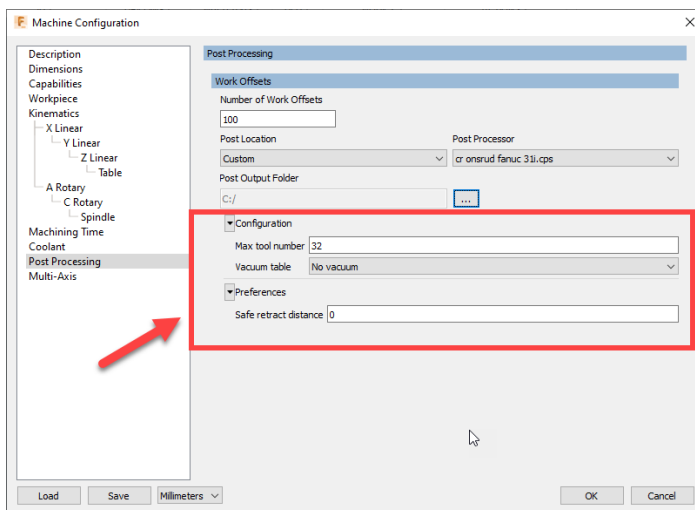 Machine Configuration
Description
Dimensions
Capabilities
Workpiece
Kinematics
X Linear
Y Linear
Z Linear
Table
A Rotary
C Rotary
Spindle
Machining Time
Coolant
Post Processing
Multi-Axis
Post Processing
Work Offsets
Number of Work Offsets
100
Post Location Post Processor
Custom cr onsrud fanuc 31i.cps
Post Output Folder
C:/ ...
Configuration
Max tool number 32
Vacuum table No vacuum
Preferences
Safe retract distance 0
Load Save Millimeters OK Cancel